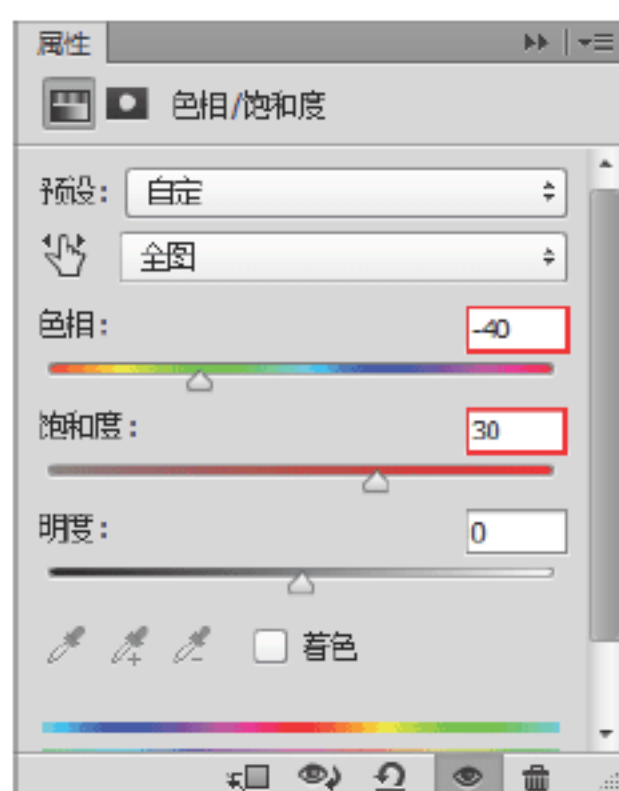 属性
色相/饱和度
预设: 自定
全图
色相: -40
饱和度: 30
明度: 0
着色